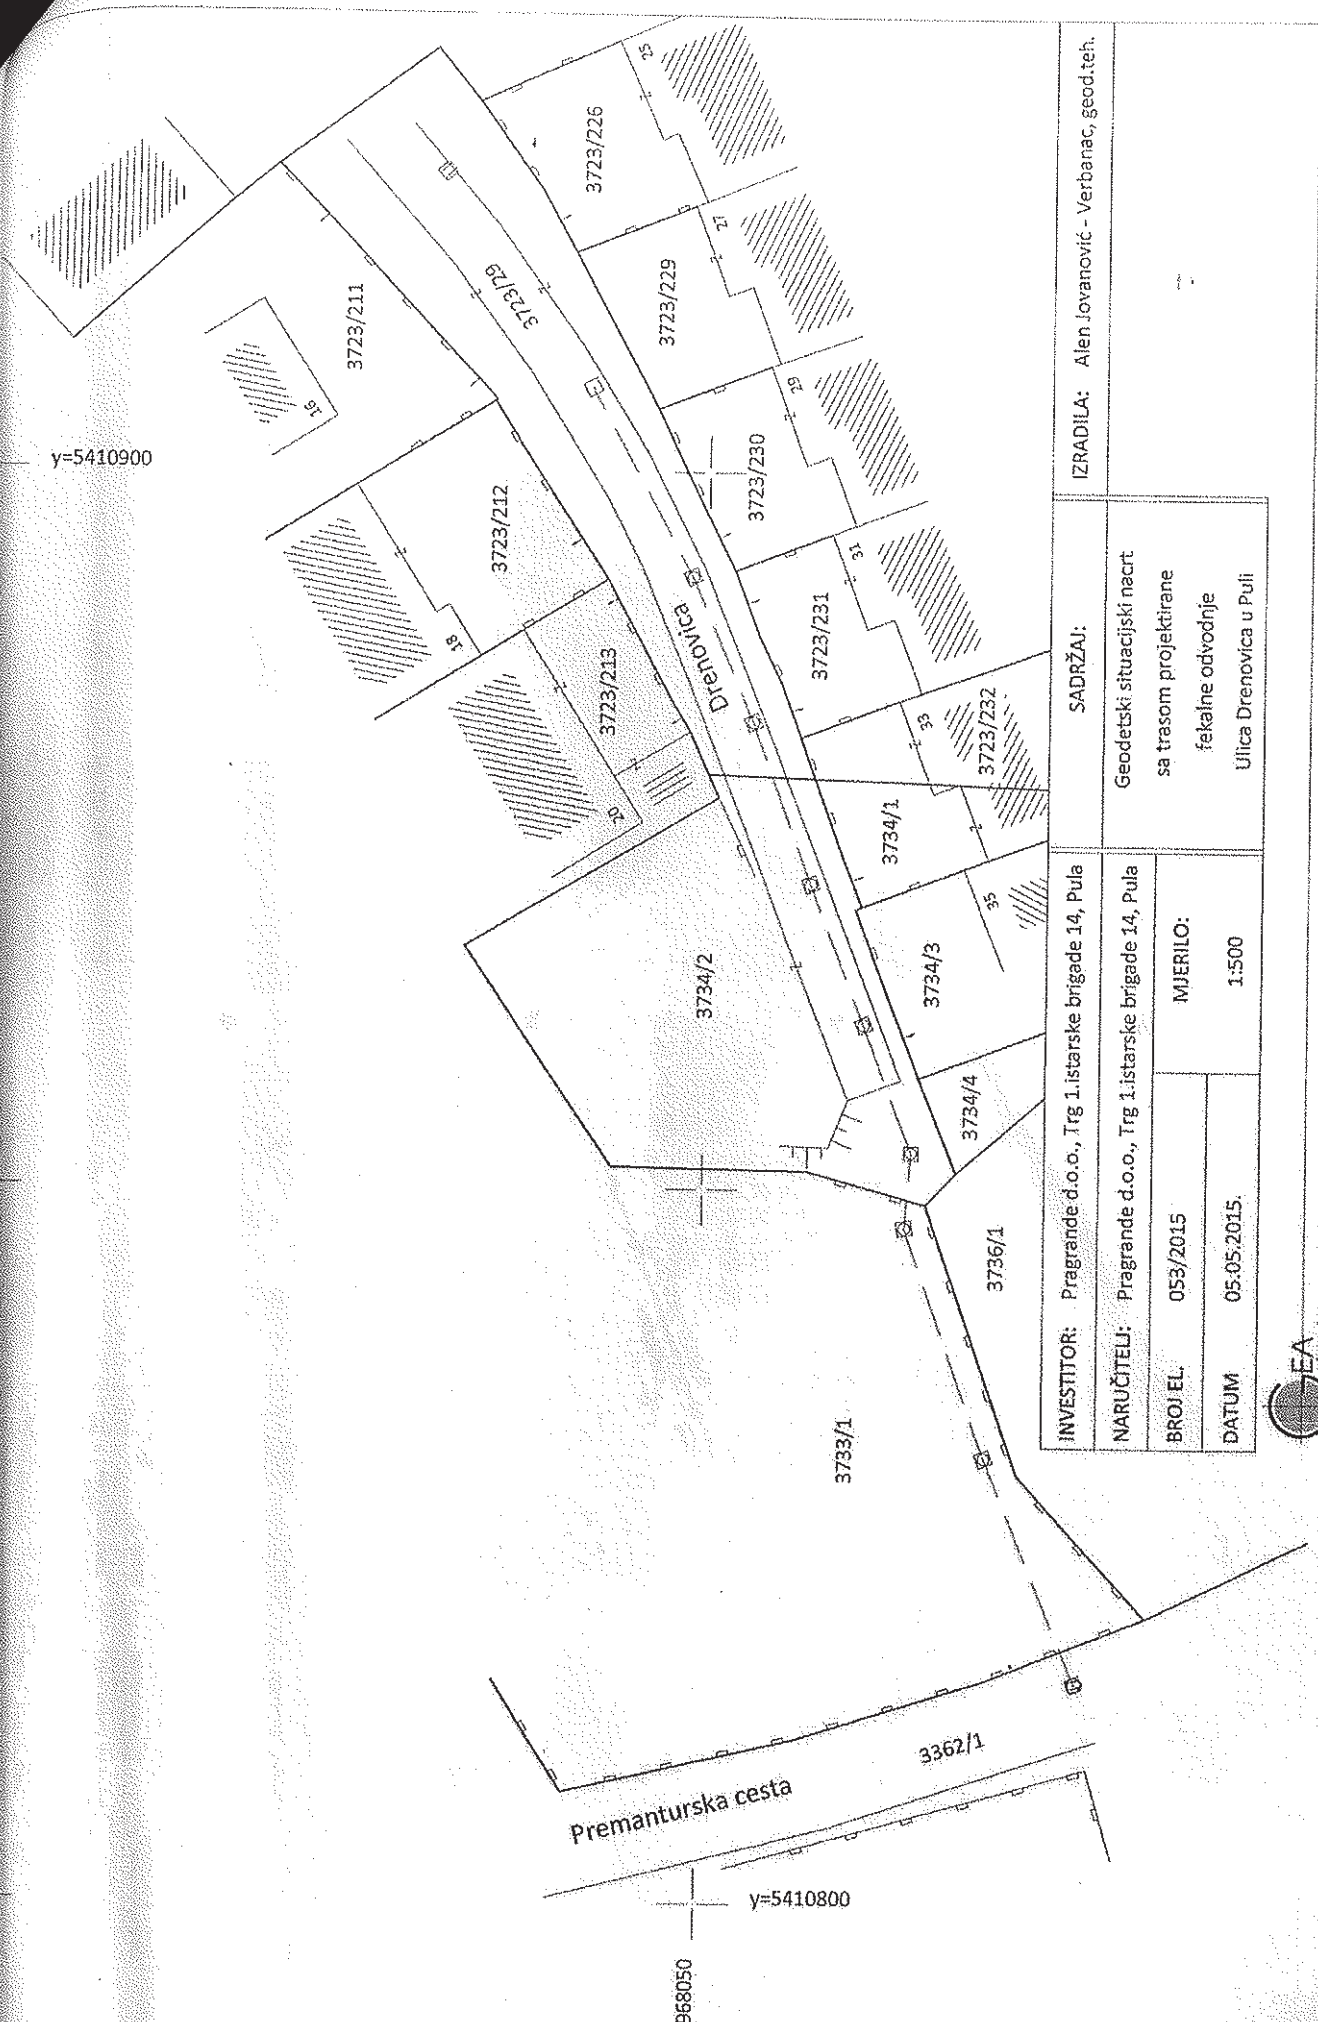 y=5410900
3723/211
16
3723/212
18
3723/213
20
3723/29
Drenovica
3723/226
25
3723/229
27
3723/230
29
3723/231
31
3723/232
33
3734/1
35
3734/2
3734/3
3734/4
3736/1
3733/1
3362/1
Premanturska cesta
y=5410800
968050
INVESTITOR: Pragrande d.o.o., Trg 1.istarske brigade 14, Pula
NARUČITELJ: Pragrande d.o.o., Trg 1.istarske brigade 14, Pula
BROJ EL. 053/2015
DATUM 05.05.2015.
MJERILO:
1:500
SADRŽAJ:
Geodetski situacijski nacrt
sa trasom projektirane
fekalne odvodnje
Ulica Drenovica u Puli
IZRADILA: Alen Jovanović - Verbanac, geod.teh.
GEA